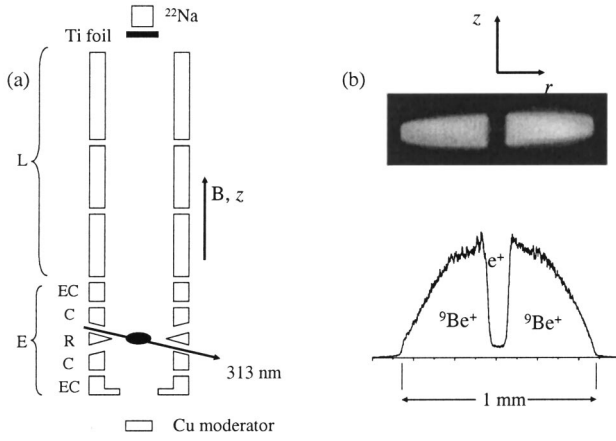 ²²Na
Ti foil
(a)
L
B, z
E
EC
C
R
C
EC
313 nm
Cu moderator
z
r
(b)
e⁺
⁹Be⁺
⁹Be⁺
1 mm